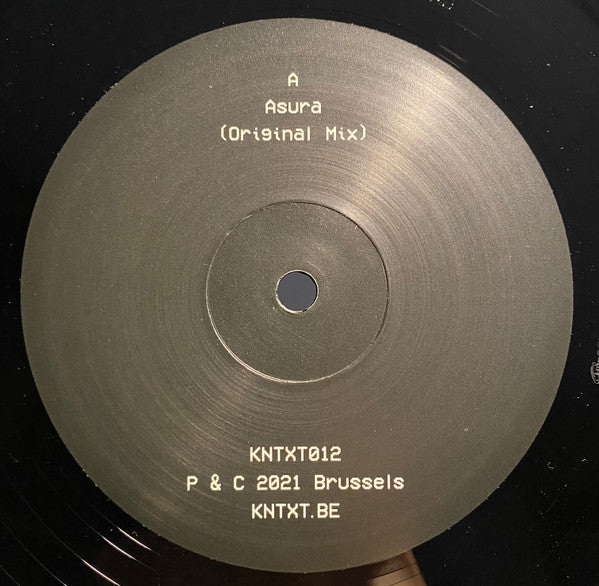 A
Asura
(Original Mix)
KNTXT012
P & C 2021 Brussels
KNTXT.BE